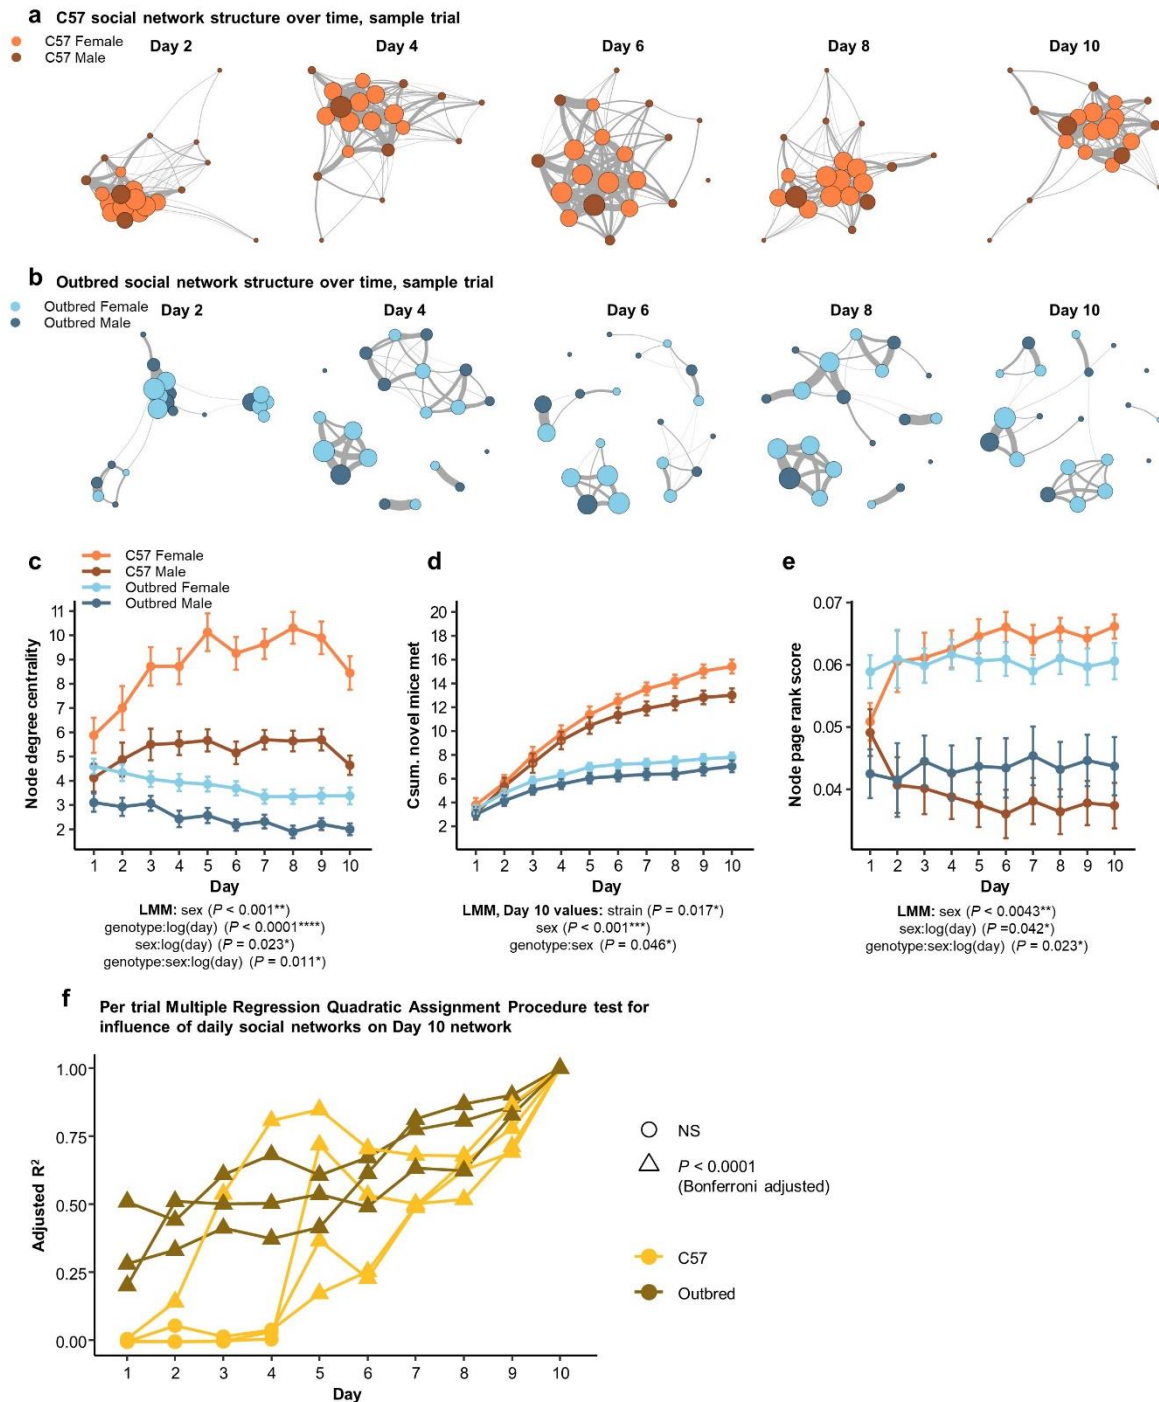 a C57 social network structure over time, sample trial
C57 Female
C57 Male
Day 2
Day 4
Day 6
Day 8
Day 10
b Outbred social network structure over time, sample trial
Outbred Female
Outbred Male
Day 2
Day 4
Day 6
Day 8
Day 10
c
C57 Female
C57 Male
Outbred Female
Outbred Male
Node degree centrality
11
10
9
8
7
6
5
4
3
2
1 2 3 4 5 6 7 8 9 10
Day
LMM: sex (P < 0.001**)
genotype:log(day) (P < 0.0001****)
sex:log(day) (P = 0.023*)
genotype:sex:log(day) (P = 0.011*)
d
Csum. novel mice met
20
18
16
14
12
10
8
6
4
2
1 2 3 4 5 6 7 8 9 10
Day
LMM, Day 10 values: strain (P = 0.017*)
sex (P < 0.001***)
genotype:sex (P = 0.046*)
e
Node page rank score
0.07
0.06
0.05
0.04
1 2 3 4 5 6 7 8 9 10
Day
LMM: sex (P < 0.0043**)
sex:log(day) (P =0.042*)
genotype:sex:log(day) (P = 0.023*)
f Per trial Multiple Regression Quadratic Assignment Procedure test for
influence of daily social networks on Day 10 network
Adjusted R²
1.00
0.75
0.50
0.25
0.00
1 2 3 4 5 6 7 8 9 10
Day
NS
P < 0.0001
(Bonferroni adjusted)
C57
Outbred